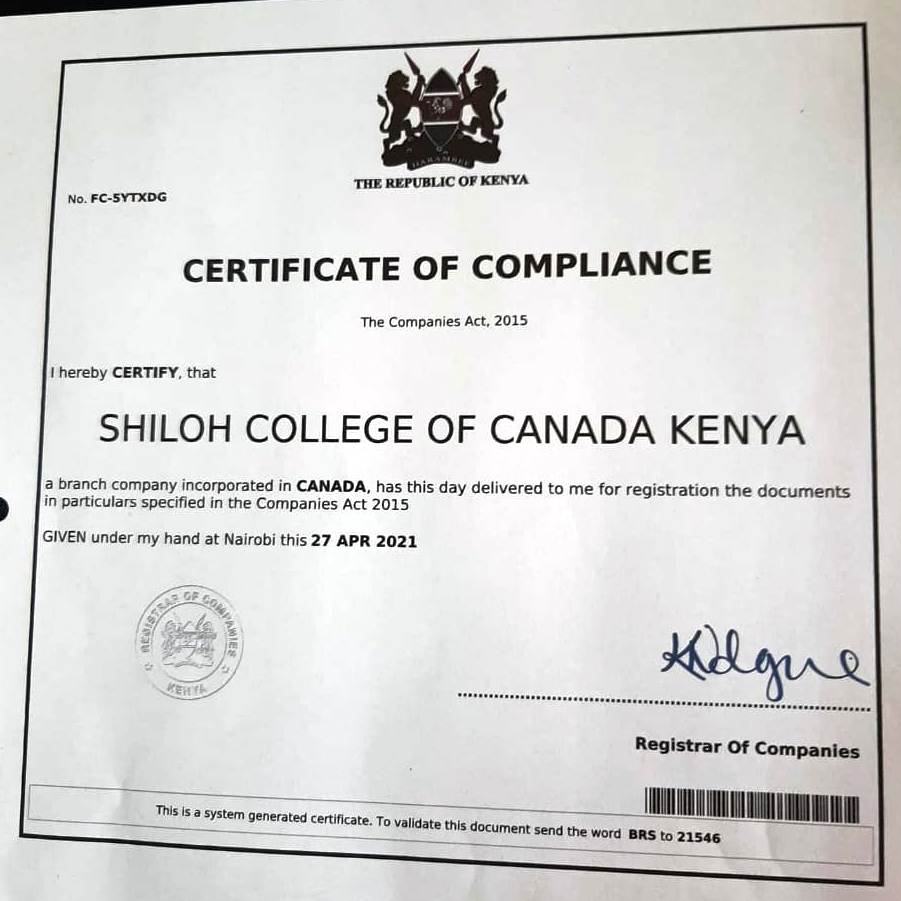 HARAMBEE
THE REPUBLIC OF KENYA
No. FC-5YTXDG
CERTIFICATE OF COMPLIANCE
The Companies Act, 2015
I hereby CERTIFY, that
SHILOH COLLEGE OF CANADA KENYA
a branch company incorporated in CANADA, has this day delivered to me for registration the documents
in particulars specified in the Companies Act 2015
GIVEN under my hand at Nairobi this 27 APR 2021
REGISTRAR OF COMPANIES
KENYA
Registrar Of Companies
This is a system generated certificate. To validate this document send the word BRS to 21546